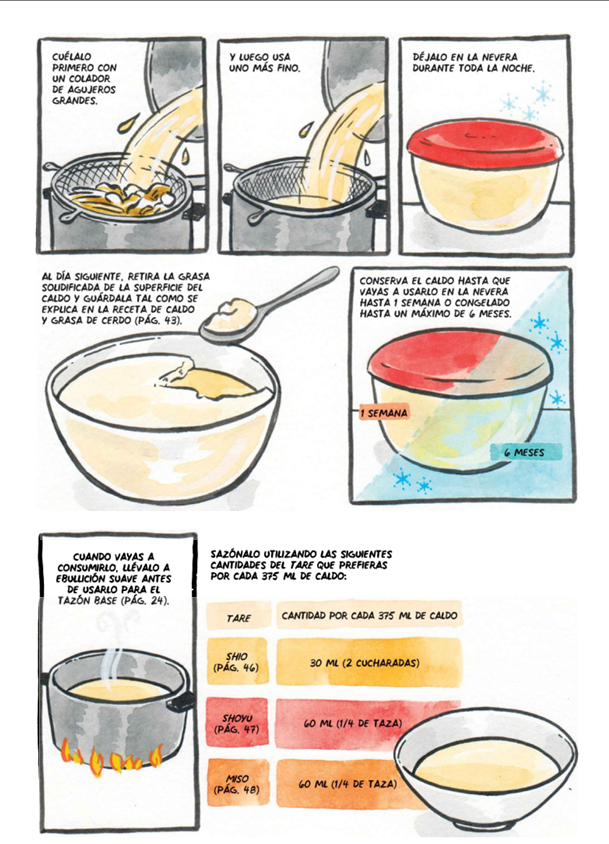 CUÉLALO
PRIMERO CON
UN COLADOR
DE AGUJEROS
GRANDES.
Y LUEGO USA
UNO MÁS FINO.
DÉJALO EN LA NEVERA
DURANTE TODA LA NOCHE.
AL DÍA SIGUIENTE, RETIRA LA GRASA
SOLIDIFICADA DE LA SUPERFICIE DEL
CALDO Y GUÁRDALA TAL COMO SE
EXPLICA EN LA RECETA DE CALDO
Y GRASA DE CERDO (PÁG. 43).
CONSERVA EL CALDO HASTA QUE
VAYAS A USARLO EN LA NEVERA
HASTA 1 SEMANA O CONGELADO
HASTA UN MÁXIMO DE 6 MESES.
1 SEMANA
6 MESES
CUANDO VAYAS A
CONSUMIRLO, LLÉVALO A
EBULLICIÓN SUAVE ANTES
DE USARLO PARA EL
TAZÓN BASE (PÁG. 24).
SAZÓNALO UTILIZANDO LAS SIGUIENTES
CANTIDADES DEL TARE QUE PREFIERAS
POR CADA 375 ML DE CALDO:
TARE
CANTIDAD POR CADA 375 ML DE CALDO
SHIO
(PÁG. 46)
30 ML (2 CUCHARADAS)
SHOYU
(PÁG. 47)
60 ML (1/4 DE TAZA)
MISO
(PÁG. 48)
60 ML (1/4 DE TAZA)